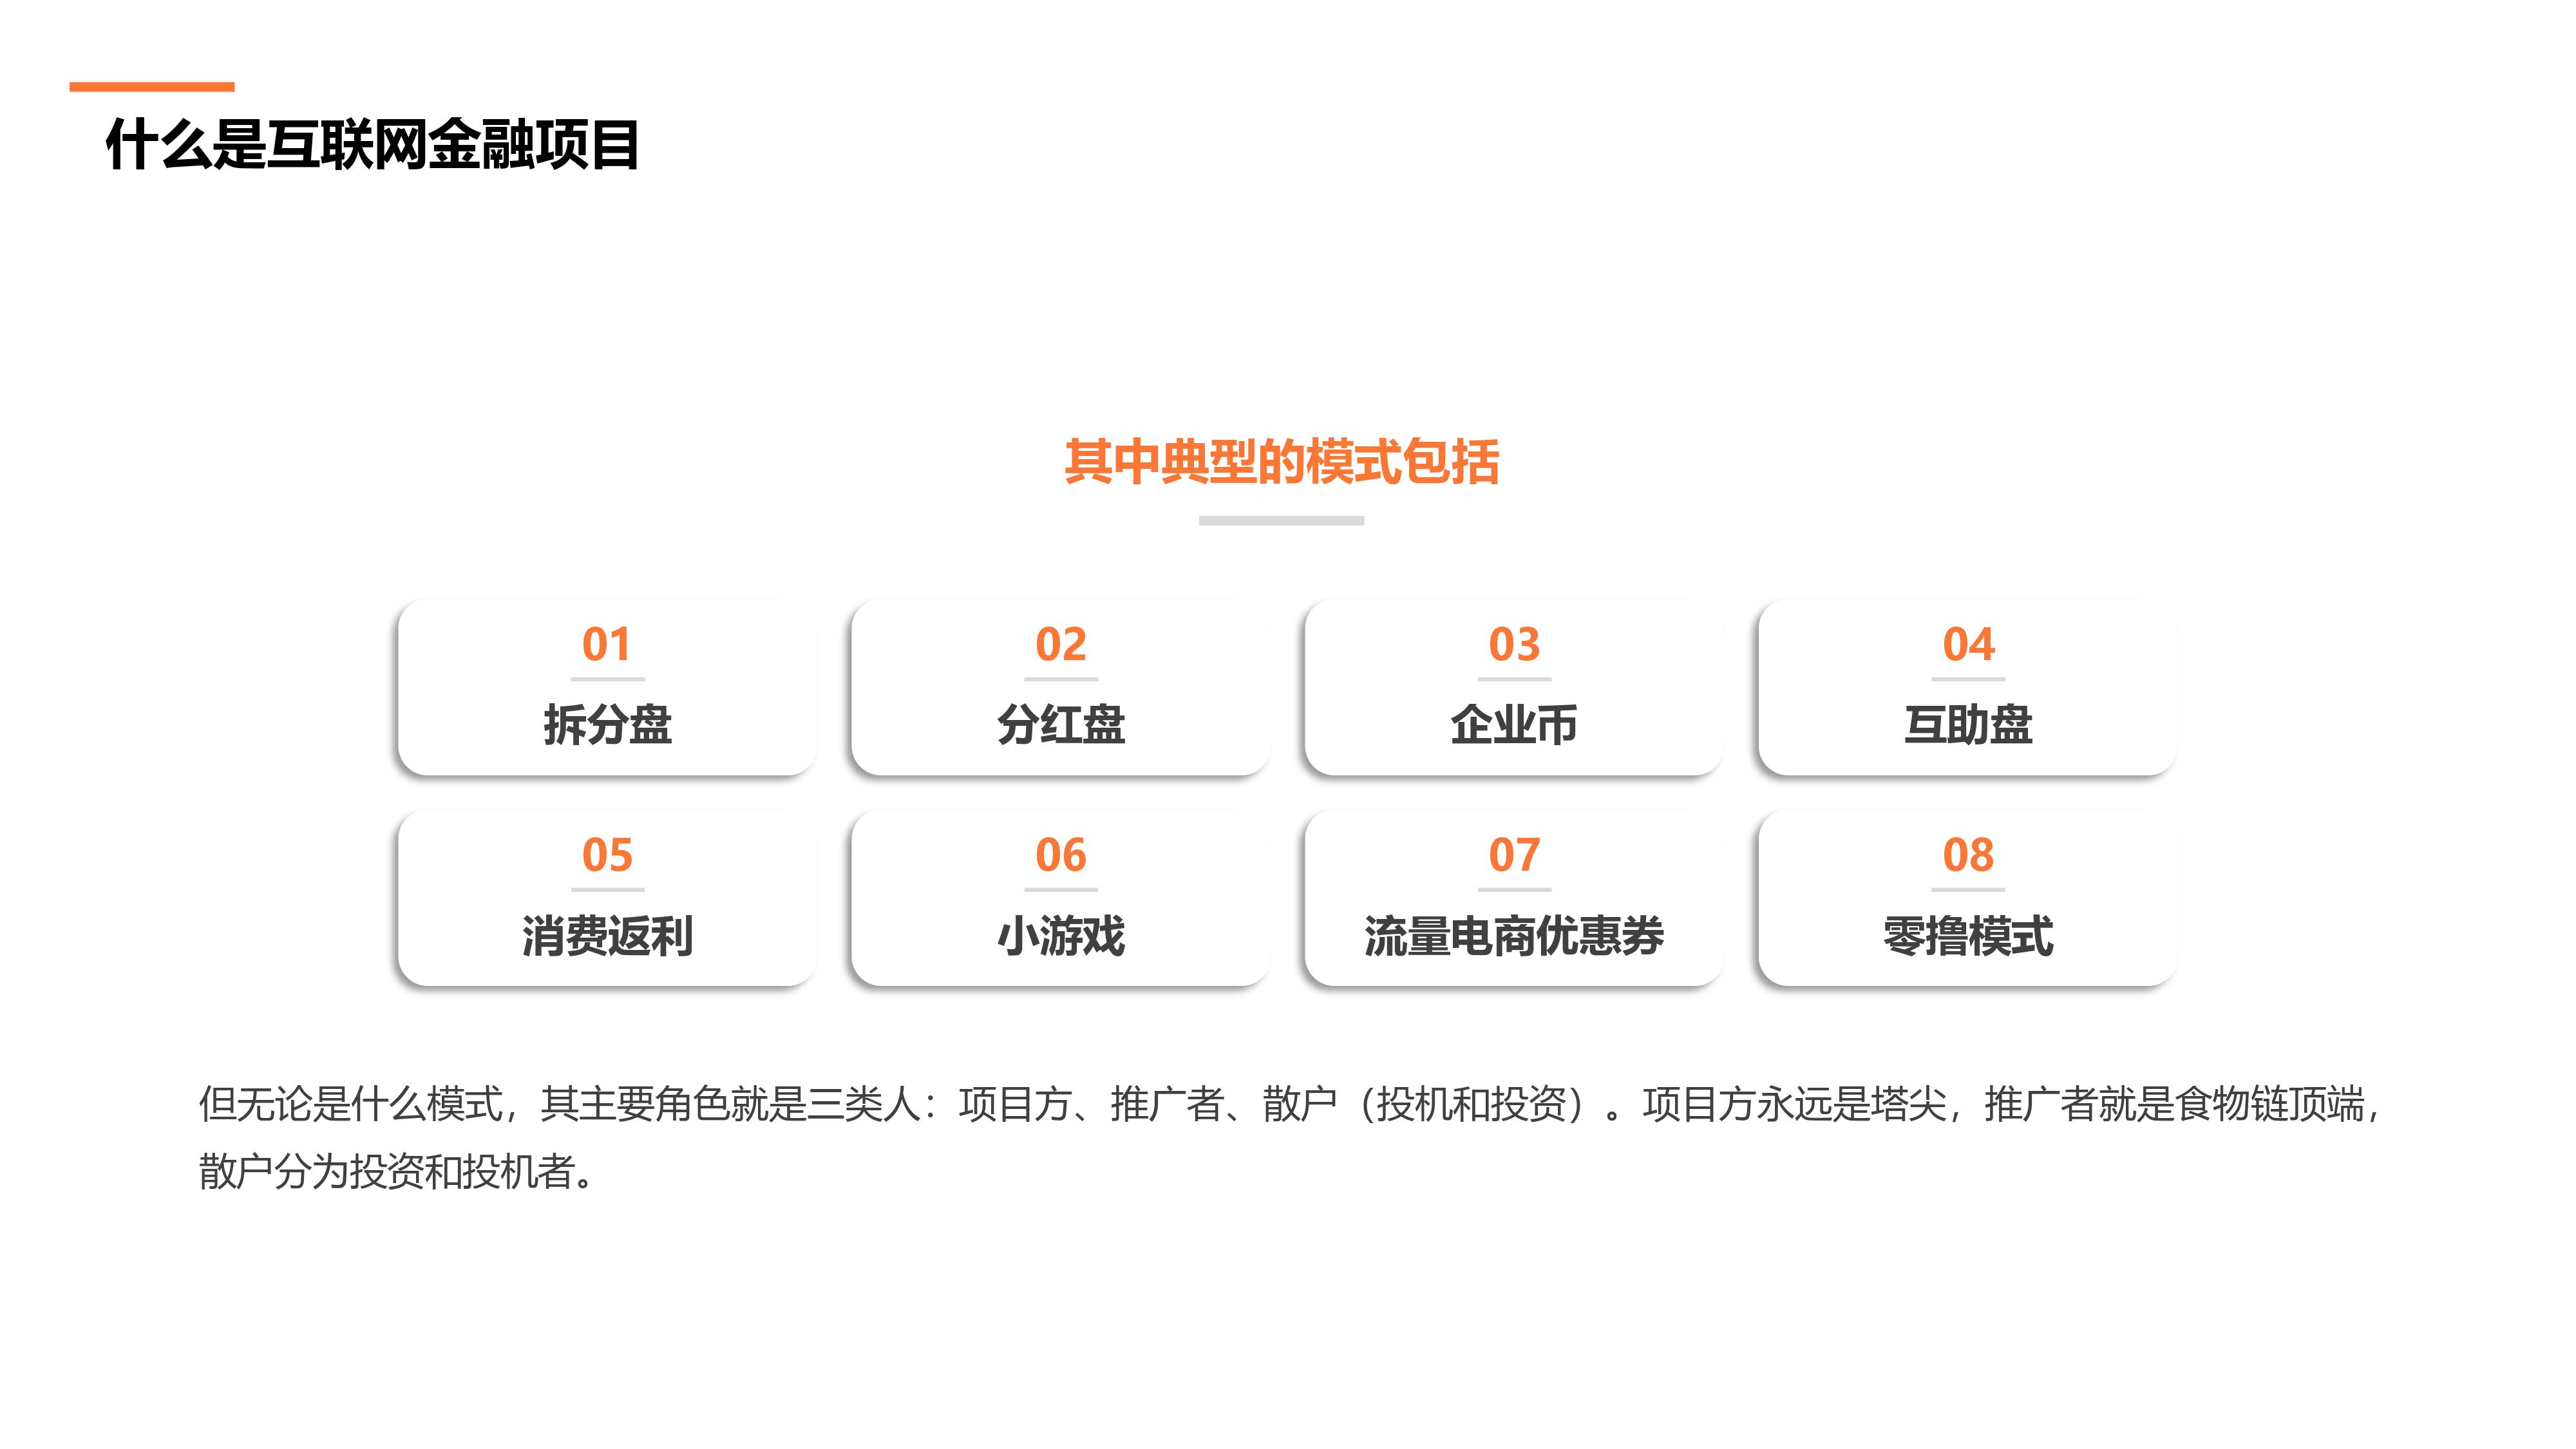 什么是互联网金融项目
其中典型的模式包括
01
拆分盘
02
分红盘
03
企业币
04
互助盘
05
消费返利
06
小游戏
07
流量电商优惠券
08
零撸模式
但无论是什么模式，其主要角色就是三类人：项目方、推广者、散户（投机和投资）。项目方永远是塔尖，推广者就是食物链顶端，
散户分为投资和投机者。